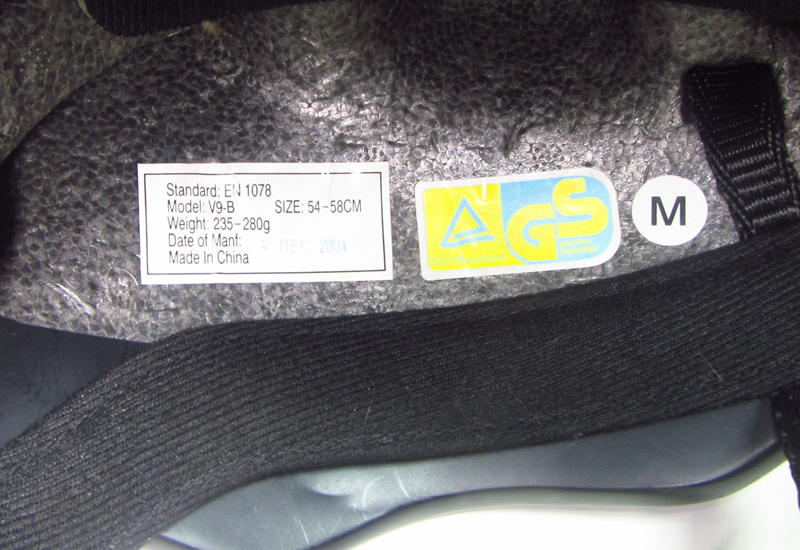 Standard: EN 1078
Model: V9-B SIZE: 54-58CM
Weight: 235-280g
Date of Manf: 4 DEC 2004
Made In China
GS
M